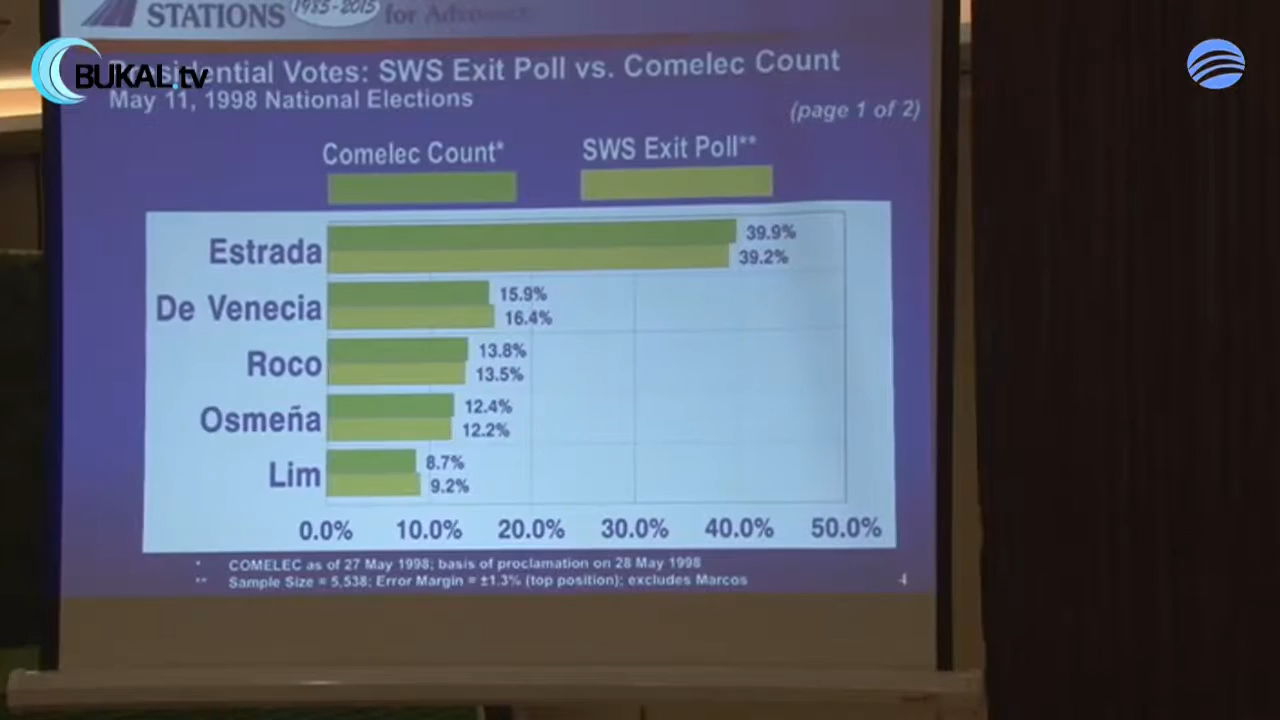 STATIONS 1985-2015 for
BUKAL.tv
sidential Votes: SWS Exit Poll vs. Comelec Count
May 11, 1998 National Elections
(page 1 of 2)
Comelec Count* SWS Exit Poll**
Estrada 39.9%
39.2%
De Venecia 15.9%
16.4%
Roco 13.8%
13.5%
Osmeña 12.4%
12.2%
Lim 8.7%
9.2%
0.0% 10.0% 20.0% 30.0% 40.0% 50.0%
* COMELEC as of 27 May 1998; basis of proclamation on 28 May 1998
** Sample Size = 5,538; Error Margin = ±1.3% (top position); excludes Marcos
4